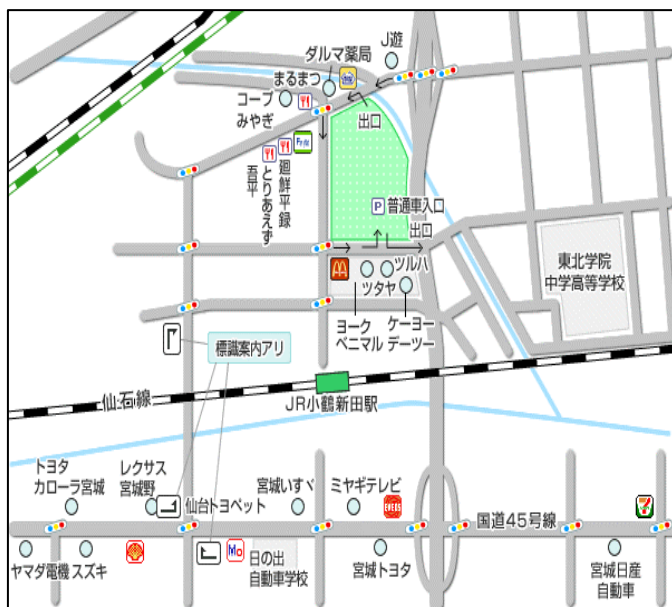 J遊
ダルマ薬局
まるまつ
コープ
みやぎ
出口
廻鮮平禄
とりあえず
吾平
P 普通車入口
出口
東北学院
中学高等学校
ツルハ
ツタヤ
ヨーク
ベニマル
ケーヨー
デーツー
標識案内アリ
仙石線
JR小鶴新田駅
トヨタ
カローラ宮城
レクサス
宮城野
仙台トヨペット
宮城いすゞ
ミヤギテレビ
ENEOS
国道45号線
7
ヤマダ電機
スズキ
Mo
日の出
自動車学校
宮城トヨタ
宮城日産
自動車